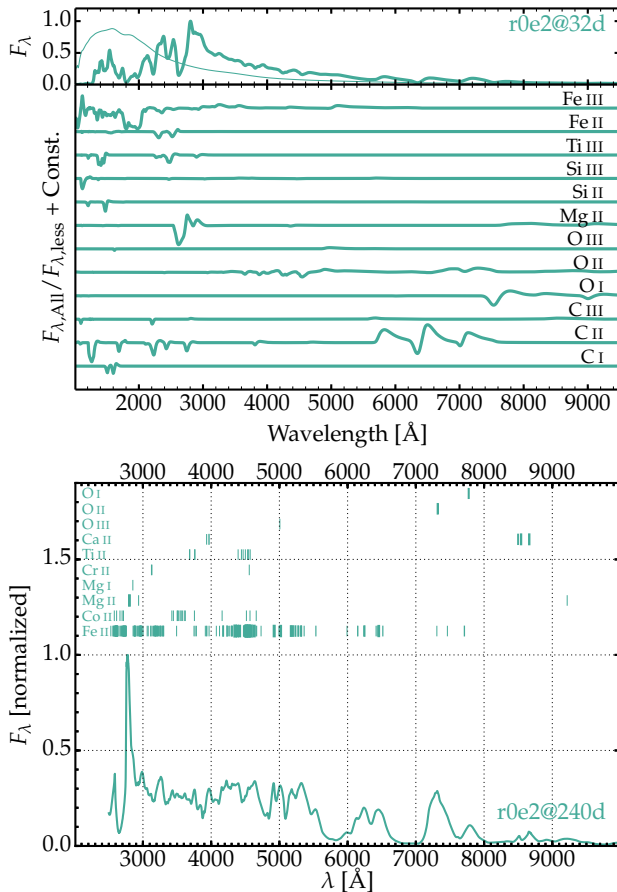 r0e2@32d
1.0
0.5
0.0
F_λ
Fe III
Fe II
Ti III
Si III
Si II
Mg II
O III
O II
O I
C III
C II
C I
F_λ,All / F_λ,less + Const.
2000 3000 4000 5000 6000 7000 8000 9000
Wavelength [Å]
3000 4000 5000 6000 7000 8000 9000
O I
O II
O III
Ca II
Ti II
Cr II
Mg I
Mg II
Co II
Fe II
1.5
1.0
0.5
0.0
F_λ [normalized]
r0e2@240d
3000 4000 5000 6000 7000 8000 9000
λ [Å]